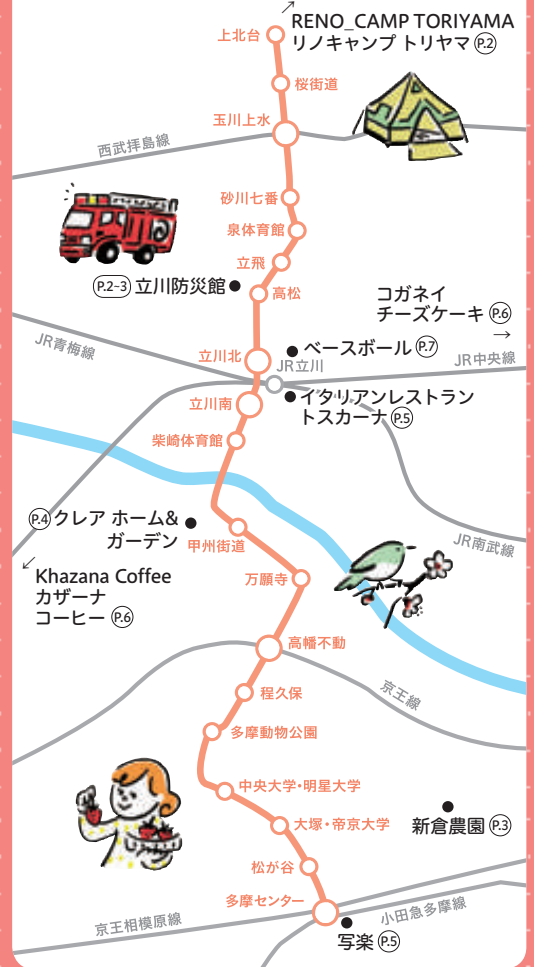 RENO_CAMP TORIYAMA
リノキャンプ トリヤマ P.2
上北台
桜街道
玉川上水
西武拝島線
砂川七番
泉体育館
立飛
P.2-3 立川防災館
高松
コガネイ
チーズケーキ P.6
→
JR青梅線
立川北
ベースボール P.7
JR中央線
JR立川
立川南
イタリアンレストラン
トスカーナ P.5
柴崎体育館
P.4 クレア ホーム&
ガーデン
甲州街道
JR南武線
Khazana Coffee
カザーナ
コーヒー P.6
万願寺
高幡不動
京王線
程久保
多摩動物公園
中央大学・明星大学
大塚・帝京大学
新倉農園 P.3
松が谷
多摩センター
京王相模原線
小田急多摩線
写楽 P.5